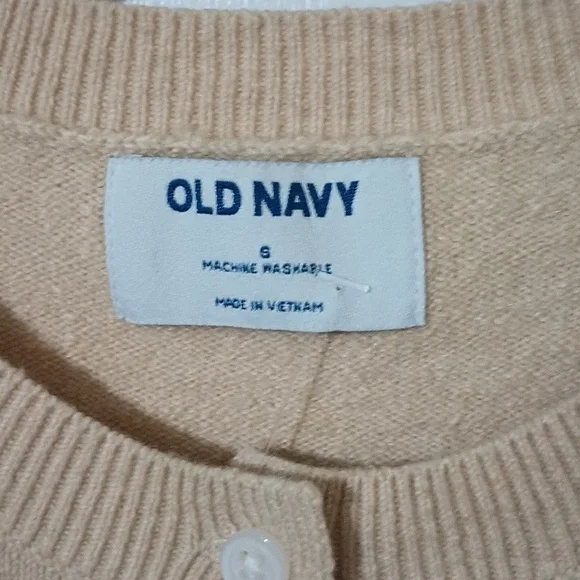 OLD NAVY
S
MACHINE WASHABLE
MADE IN VIETNAM